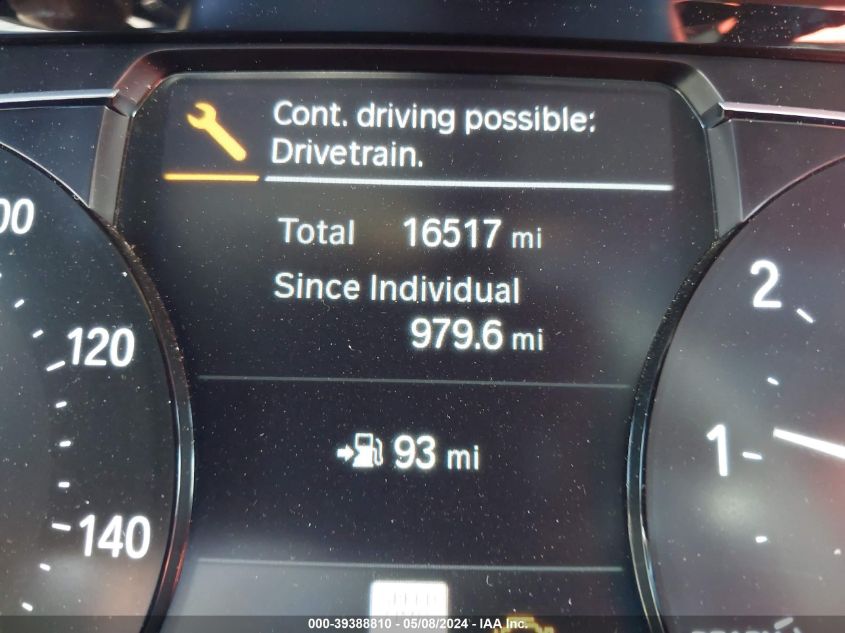 Cont. driving possible:
Drivetrain.
Total 16517 mi
Since Individual
979.6 mi
93 mi
120
140
2
1
000-39388810 - 05/08/2024 - IAA, Inc.